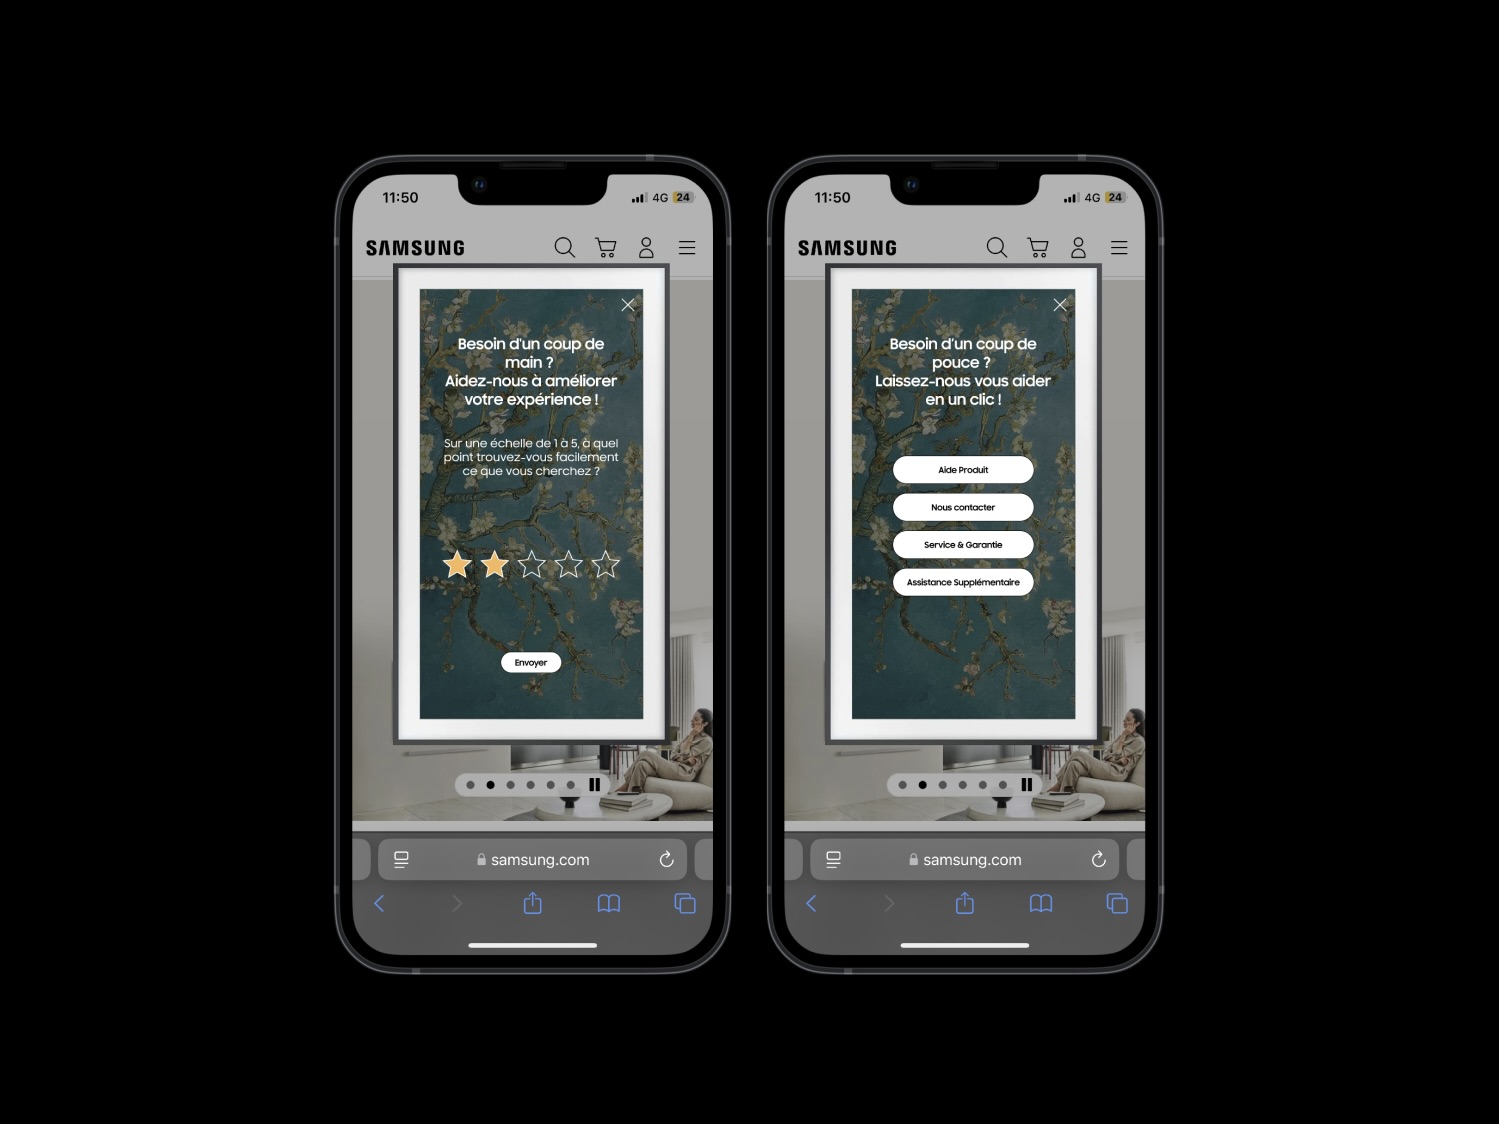 11:50
4G 24
SAMSUNG
Besoin d'un coup de
main ?
Aidez-nous à améliorer
votre expérience !
Sur une échelle de 1 à 5, à quel
point trouvez-vous facilement
ce que vous cherchez ?
Envoyer
samsung.com
11:50
4G 24
SAMSUNG
Besoin d'un coup de
pouce ?
Laissez-nous vous aider
en un clic !
Aide Produit
Nous contacter
Service & Garantie
Assistance Supplémentaire
samsung.com